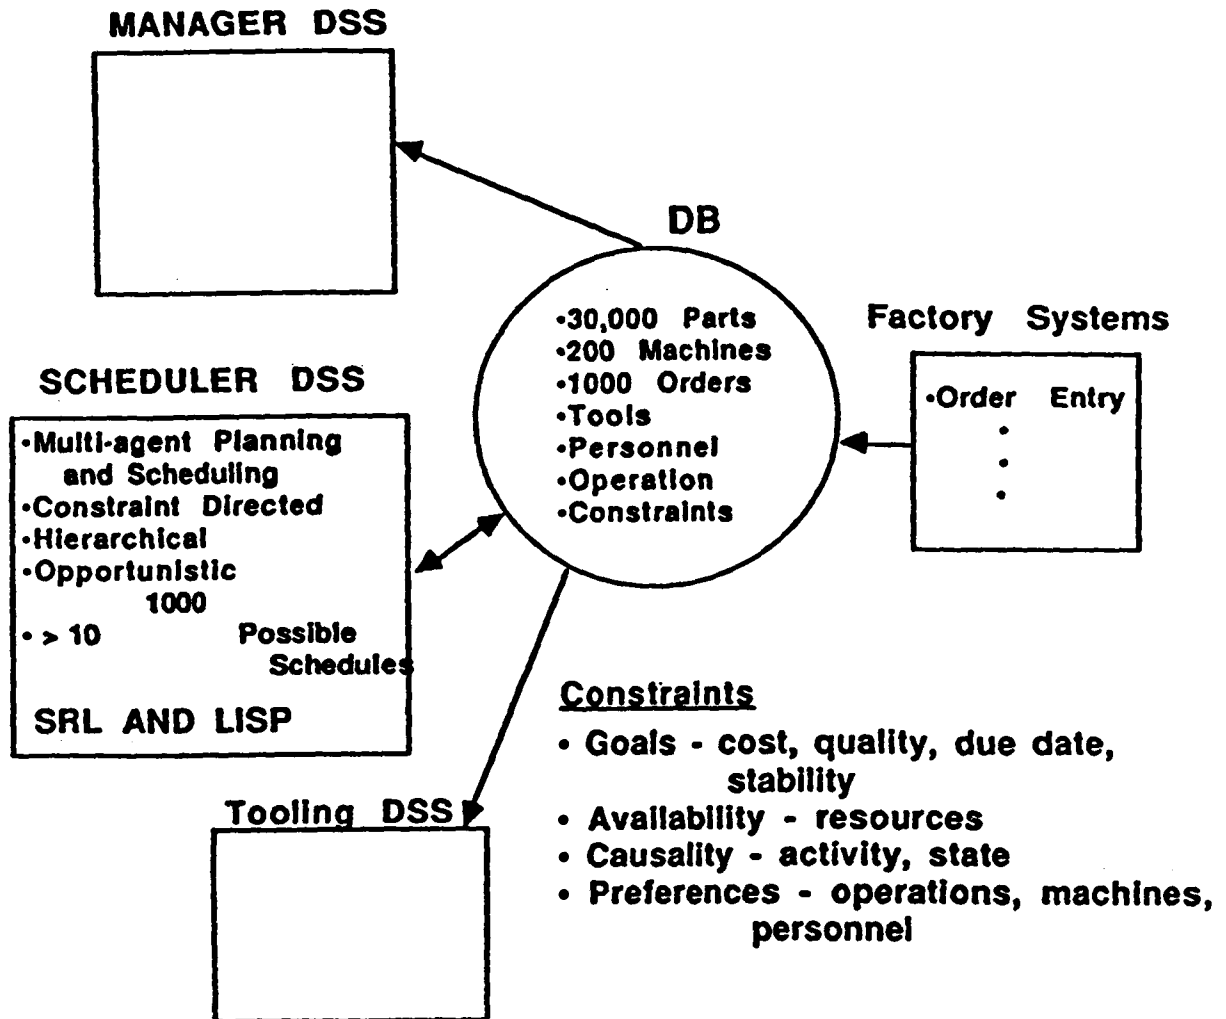 MANAGER DSS
DB
•30,000 Parts
•200 Machines
•1000 Orders
•Tools
•Personnel
•Operation
•Constraints
Factory Systems
•Order Entry
•
•
•
SCHEDULER DSS
•Multi-agent Planning
and Scheduling
•Constraint Directed
•Hierarchical
•Opportunistic
1000
• > 10 Possible
Schedules
SRL AND LISP
Tooling DSS
Constraints
• Goals - cost, quality, due date,
stability
• Availability - resources
• Causality - activity, state
• Preferences - operations, machines,
personnel